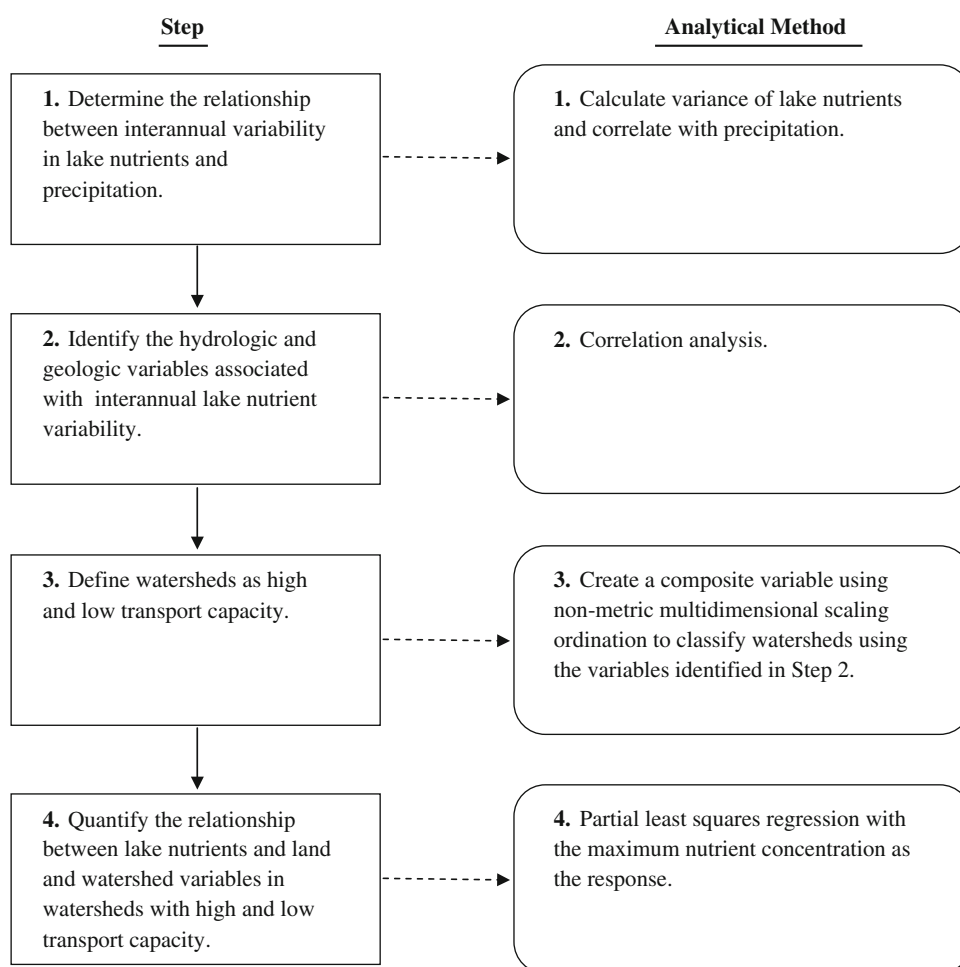 Step
Analytical Method
1. Determine the relationship
between interannual variability
in lake nutrients and
precipitation.
1. Calculate variance of lake nutrients
and correlate with precipitation.
2. Identify the hydrologic and
geologic variables associated
with interannual lake nutrient
variability.
2. Correlation analysis.
3. Define watersheds as high
and low transport capacity.
3. Create a composite variable using
non-metric multidimensional scaling
ordination to classify watersheds using
the variables identified in Step 2.
4. Quantify the relationship
between lake nutrients and land
and watershed variables in
watersheds with high and low
transport capacity.
4. Partial least squares regression with
the maximum nutrient concentration as
the response.